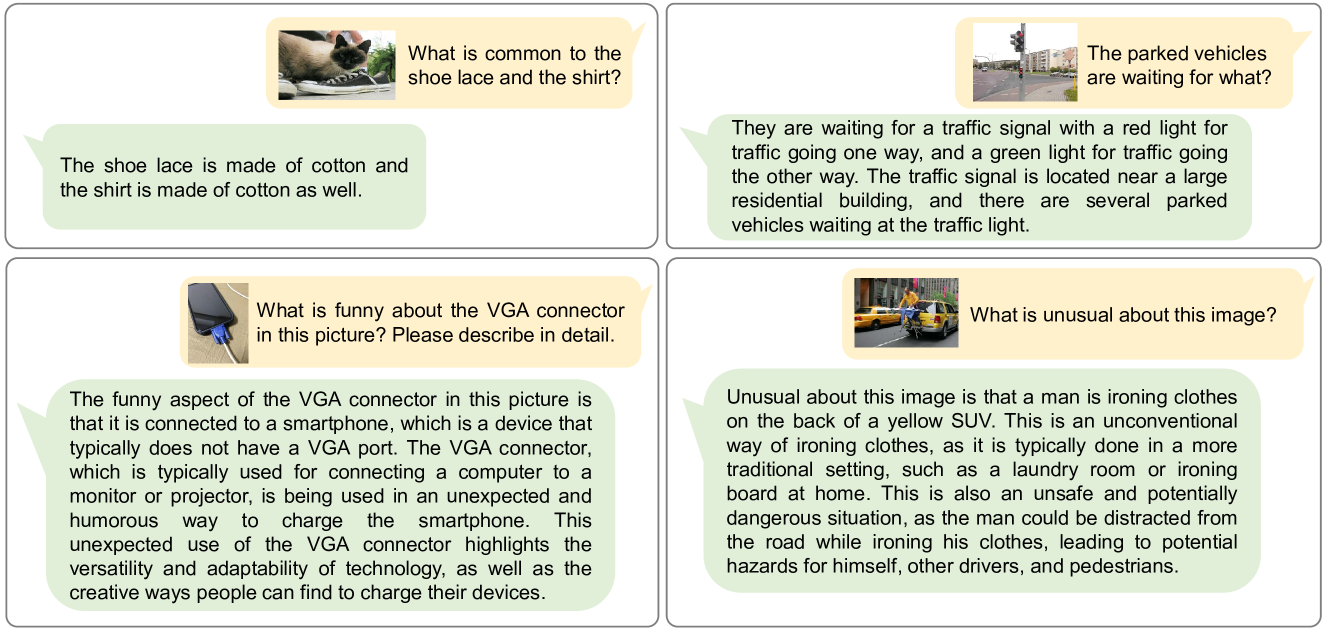 What is common to the
shoe lace and the shirt?
The shoe lace is made of cotton and
the shirt is made of cotton as well.
The parked vehicles
are waiting for what?
They are waiting for a traffic signal with a red light for
traffic going one way, and a green light for traffic going
the other way. The traffic signal is located near a large
residential building, and there are several parked
vehicles waiting at the traffic light.
What is funny about the VGA connector
in this picture? Please describe in detail.
The funny aspect of the VGA connector in this picture is
that it is connected to a smartphone, which is a device that
typically does not have a VGA port. The VGA connector,
which is typically used for connecting a computer to a
monitor or projector, is being used in an unexpected and
humorous way to charge the smartphone. This
unexpected use of the VGA connector highlights the
versatility and adaptability of technology, as well as the
creative ways people can find to charge their devices.
What is unusual about this image?
Unusual about this image is that a man is ironing clothes
on the back of a yellow SUV. This is an unconventional
way of ironing clothes, as it is typically done in a more
traditional setting, such as a laundry room or ironing
board at home. This is also an unsafe and potentially
dangerous situation, as the man could be distracted from
the road while ironing his clothes, leading to potential
hazards for himself, other drivers, and pedestrians.